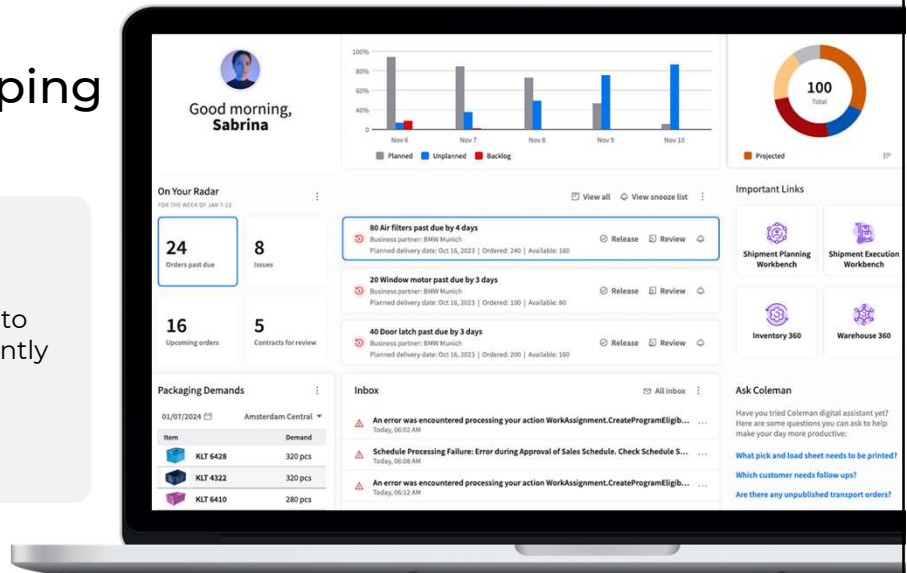 ping
to
ntly
Good morning,
Sabrina
100%
80%
60%
40%
0
Nov 6
Nov 7
Nov 8
Nov 9
Nov 10
Planned
Unplanned
Backlog
100
Total
Projected
On Your Radar
FOR THE WEEK OF JAN 7-13
24
Orders past due
8
Issues
16
Upcoming orders
5
Contracts for review
View all
View snooze list
80 Air filters past due by 4 days
Business partner: BMW Munich
Planned delivery date: Oct 16, 2023 | Ordered: 240 | Available: 160
Release
Review
20 Window motor past due by 3 days
Business partner: BMW Munich
Planned delivery date: Oct 16, 2023 | Ordered: 100 | Available: 80
Release
Review
40 Door latch past due by 3 days
Business partner: BMW Munich
Planned delivery date: Oct 16, 2023 | Ordered: 200 | Available: 160
Release
Review
Important Links
Shipment Planning
Workbench
Shipment Execution
Workbench
Inventory 360
Warehouse 360
Packaging Demands
01/07/2024
Amsterdam Central
Item Demand
KLT 6428 320 pcs
KLT 4322 320 pcs
KLT 6410 280 pcs
Inbox
All inbox
An error was encountered processing your action WorkAssignment.CreateProgramEligib...
Today, 06:02 AM
Schedule Processing Failure: Error during Approval of Sales Schedule. Check Schedule S...
Today, 06:08 AM
An error was encountered processing your action WorkAssignment.CreateProgramEligib...
Today, 06:12 AM
Ask Coleman
Have you tried Coleman digital assistant yet?
Here are some questions you can ask to help
make your day more productive:
What pick and load sheet needs to be printed?
Which customer needs follow ups?
Are there any unpublished transport orders?